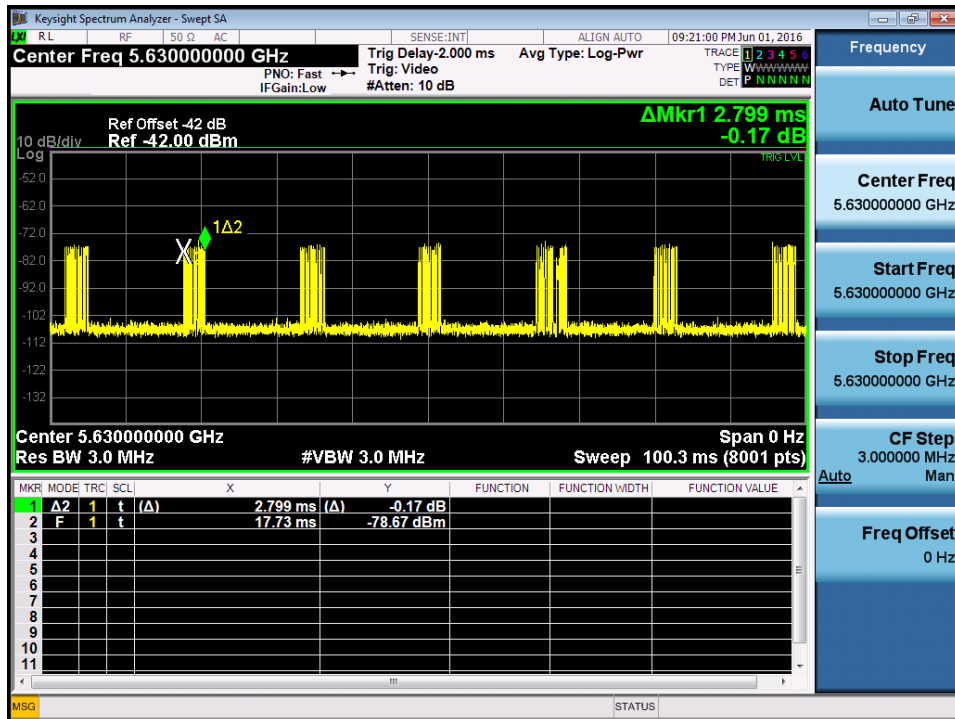 Keysight Spectrum Analyzer - Swept SA
LXI RL RF 50 Ω AC SENSE:INT ALIGN AUTO 09:21:00 PM Jun 01, 2016
Center Freq 5.630000000 GHz
PNO: Fast
IFGain:Low
Trig Delay-2.000 ms
Trig: Video
#Atten: 10 dB
Avg Type: Log-Pwr
TRACE 1 2 3 4 5 6
TYPE WWWWWW
DET P N N N N N
Frequency
Auto Tune
Center Freq
5.630000000 GHz
Start Freq
5.630000000 GHz
Stop Freq
5.630000000 GHz
CF Step
3.000000 MHz
Auto Man
Freq Offset
0 Hz
ΔMkr1 2.799 ms
-0.17 dB
Ref Offset -42 dB
10 dB/div Ref -42.00 dBm
Log
TRIG LVL
-52.0
-62.0
-72.0
-82.0
-92.0
-102
-112
-122
-132
X
1Δ2
Center 5.630000000 GHz Span 0 Hz
Res BW 3.0 MHz #VBW 3.0 MHz Sweep 100.3 ms (8001 pts)
MKR MODE TRC SCL X Y FUNCTION FUNCTION WIDTH FUNCTION VALUE
1 Δ2 1 t (Δ) 2.799 ms (Δ) -0.17 dB
2 F 1 t 17.73 ms -78.67 dBm
3
4
5
6
7
8
9
10
11
MSG STATUS